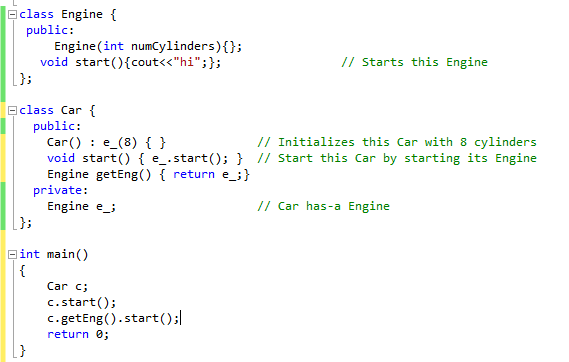 class Engine {
public:
Engine(int numCylinders){};
void start(){cout<<"hi";}; // Starts this Engine
};
class Car {
public:
Car() : e_(8) { } // Initializes this Car with 8 cylinders
void start() { e_.start(); } // Start this Car by starting its Engine
Engine getEng() { return e_;}
private:
Engine e_; // Car has-a Engine
};
int main()
{
Car c;
c.start();
c.getEng().start();
return 0;
}